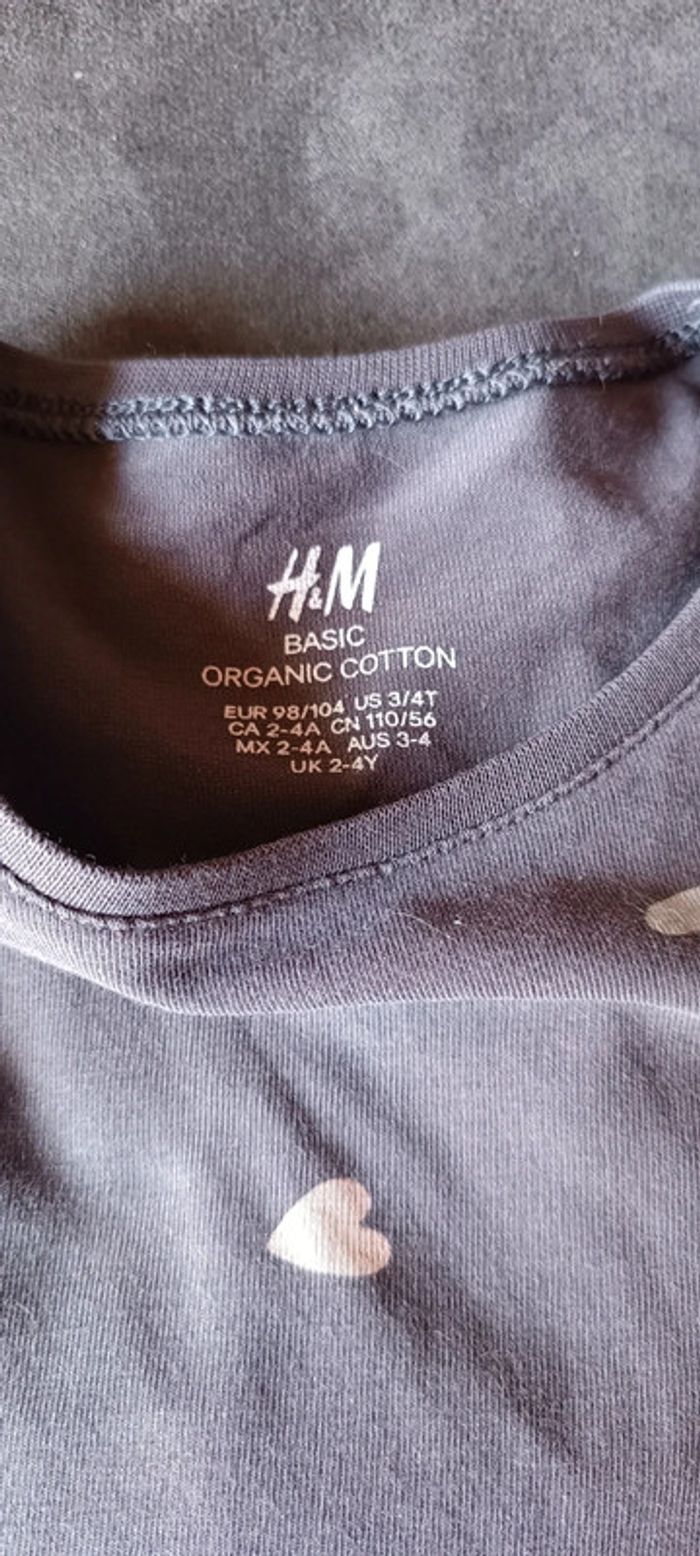 H&M
BASIC
ORGANIC COTTON
EUR 98/104 US 3/4T
CA 2-4A CN 110/56
MX 2-4A AUS 3-4
UK 2-4Y